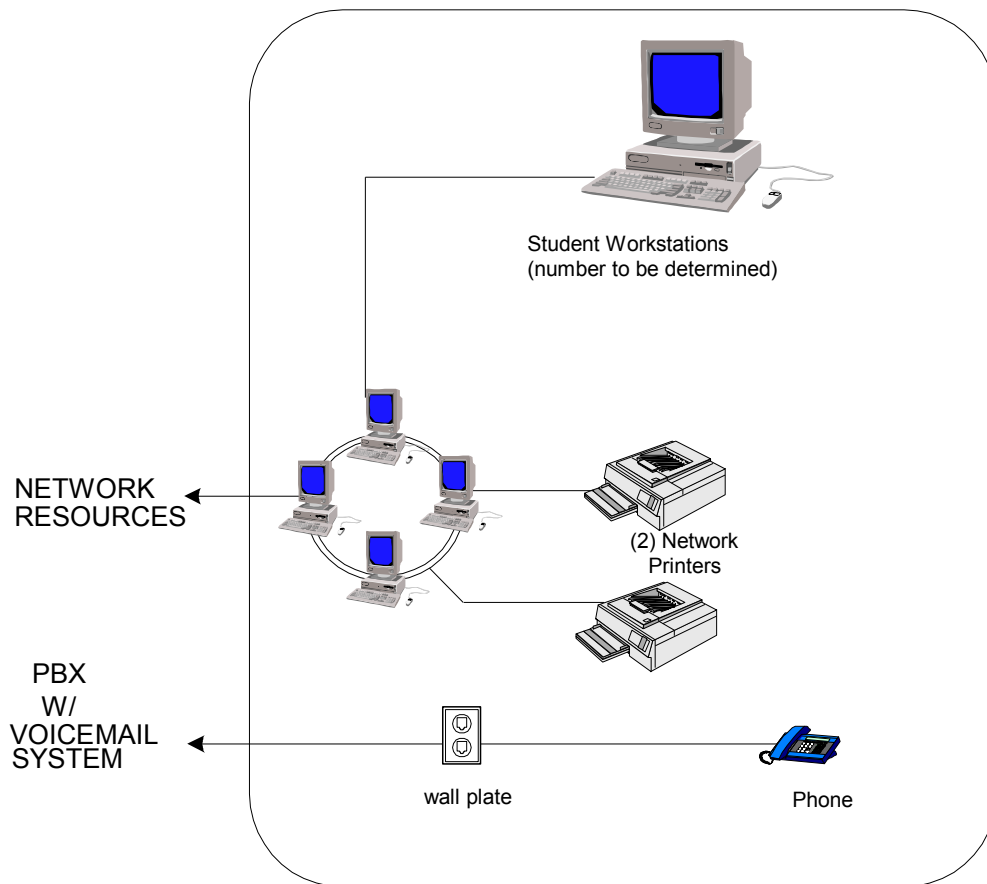 Student Workstations
(number to be determined)
NETWORK
RESOURCES
(2) Network
Printers
PBX
W/
VOICEMAIL
SYSTEM
wall plate
Phone